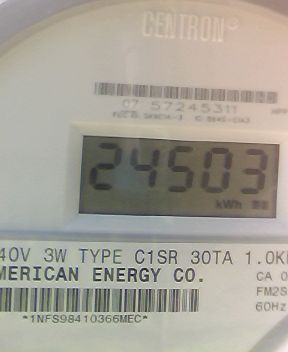 CENTRON®
07 57245311
24503
kWh
40V 3W TYPE C1SR 30TA 1.0K
MERICAN ENERGY CO.
CA 0
FM2S
60Hz
*1NFS98410366MEC*